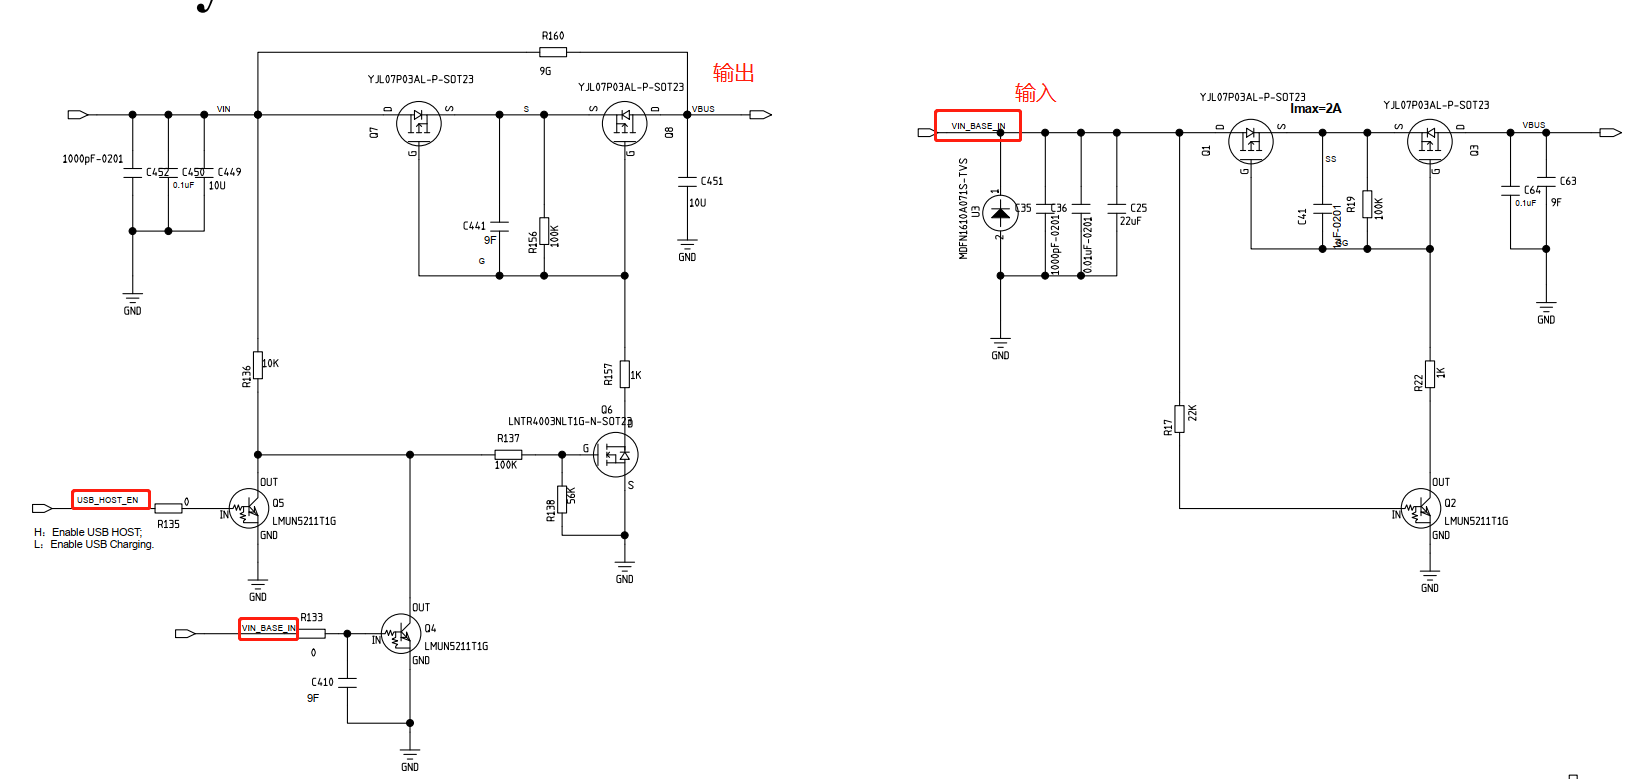 y
R160
9G
YJL07P03AL-P-SOT23
YJL07P03AL-P-SOT23
输出
VIN
D
S
S
S
D
VBUS
Q7
Q8
G
G
1000pF-0201
C452
C450
C449
0.1uF
10U
C451
10U
C441
9F
R156
100K
G
GND
GND
R136
10K
R157
1K
Q6
LNTR4003NLT1G-N-SOT23
D
R137
100K
G
S
R138
56K
OUT
USB_HOST_EN
0
R135
IN
Q5
LMUN5211T1G
GND
H: Enable USB HOST;
L: Enable USB Charging.
GND
GND
OUT
VIN_BASE_IN
R133
0
IN
Q4
LMUN5211T1G
GND
C410
9F
GND
输入
VIN_BASE_IN
YJL07P03AL-P-SOT23
Imax=2A
YJL07P03AL-P-SOT23
D
S
S
D
VBUS
Q1
Q3
G
G
SS
MDFN1610A071S-TVS
U3
1
2
C35
1000pF-0201
C36
0.01uF-0201
C25
22uF
C41
R19
100K
GG
C64
0.1uF
C63
9F
GND
GND
R17
22K
R22
1K
OUT
IN
Q2
LMUN5211T1G
GND
GND